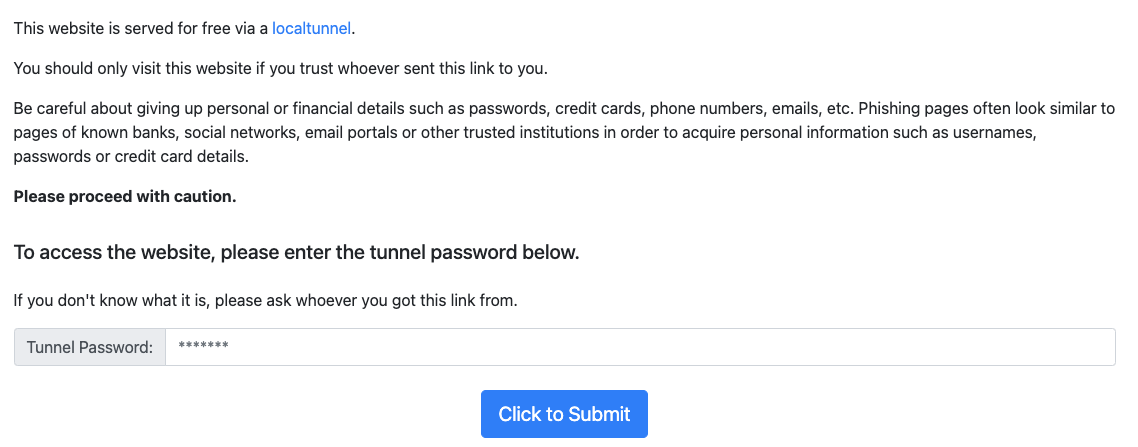 This website is served for free via a localtunnel.
You should only visit this website if you trust whoever sent this link to you.
Be careful about giving up personal or financial details such as passwords, credit cards, phone numbers, emails, etc. Phishing pages often look similar to
pages of known banks, social networks, email portals or other trusted institutions in order to acquire personal information such as usernames,
passwords or credit card details.
Please proceed with caution.
To access the website, please enter the tunnel password below.
If you don't know what it is, please ask whoever you got this link from.
Tunnel Password: *******
Click to Submit